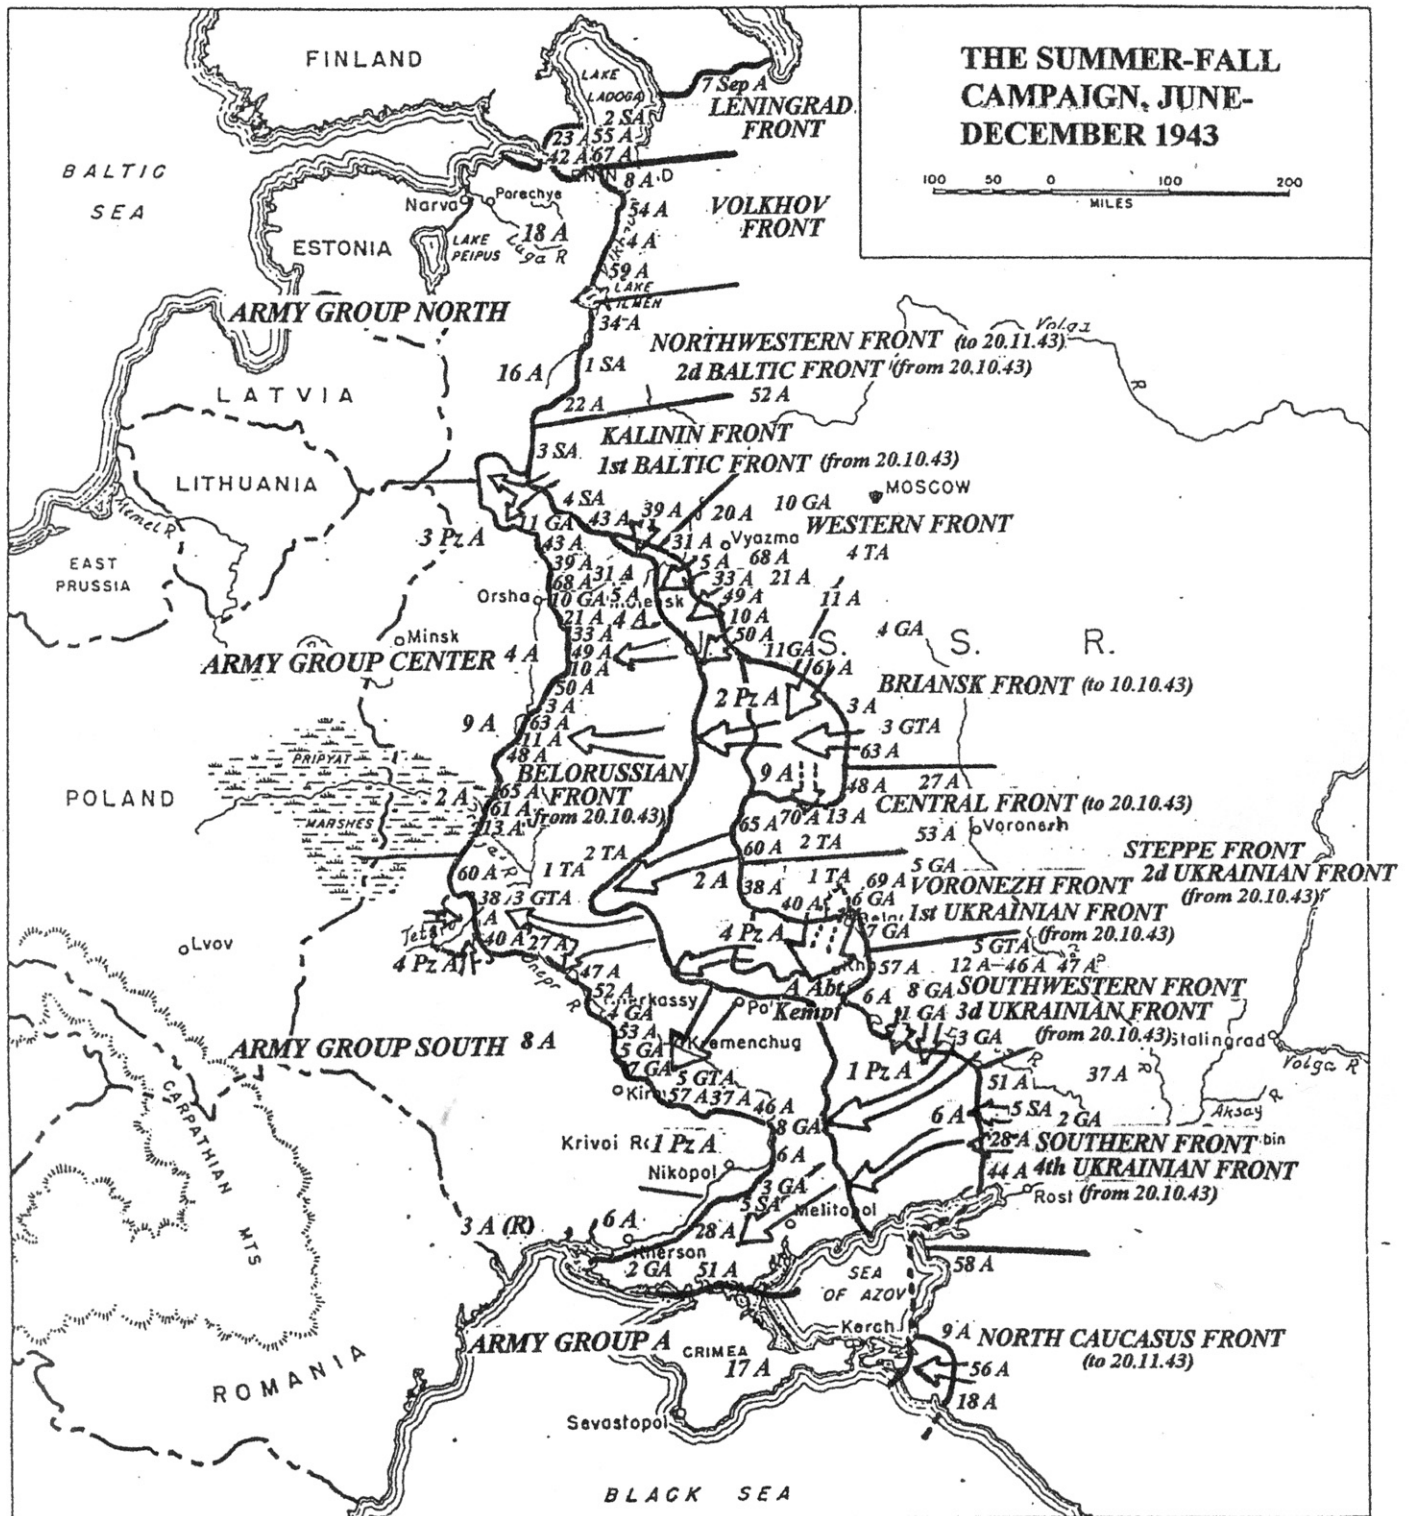 THE SUMMER-FALL
CAMPAIGN, JUNE-
DECEMBER 1943
100 50 0 100 200
MILES
FINLAND
LAKE
LADOGA
7 Sep A
LENINGRAD
FRONT
2 SA
23 A 55 A
42 A 67 A
BALTIC
SEA
8 A
Narva
Porechye
54 A
VOLKHOV
FRONT
ESTONIA
LAKE
PEIPUS
18 A
Luga R
4 A
59 A
LAKE
ILMEN
ARMY GROUP NORTH
34 A
Volga
R
NORTHWESTERN FRONT (to 20.11.43)
2d BALTIC FRONT (from 20.10.43)
16 A
1 SA
LATVIA
22 A
52 A
KALININ FRONT
1st BALTIC FRONT (from 20.10.43)
3 SA
LITHUANIA
MOSCOW
Memel R
4 SA
39 A
20 A
10 GA
WESTERN FRONT
11 GA
43 A
3 Pz A
43 A
31 A
Vyazma
4 TA
EAST
PRUSSIA
39 A
31 A
5 A
68 A
68 A
5 A
33 A
21 A
Orsha
10 GA
49 A
11 A
21 A
4 A
10 A
Minsk
33 A
50 A
S.
4 GA
S.
R.
ARMY GROUP CENTER
4 A
49 A
11 GA
10 A
61 A
50 A
BRIANSK FRONT (to 10.10.43)
2 Pz A
3 A
3 A
9 A
63 A
3 GTA
11 A
63 A
48 A
PRIPYAT
BELORUSSIAN
FRONT
(from 20.10.43)
9 A
27 A
48 A
POLAND
2 A
65 A
CENTRAL FRONT (to 20.10.43)
61 A
70 A 13 A
MARSHES
13 A
65 A
53 A
Voronezh
60 A
2 TA
STEPPE FRONT
2d UKRAINIAN FRONT
(from 20.10.43)
2 TA
5 GA
60 A
1 TA
2 A
38 A
1 TA
69 A
VORONEZH FRONT
1st UKRAINIAN FRONT
(from 20.10.43)
38
A
3 GTA
40 A
6 GA
7 GA
Teterev
40 A
27 A
4 Pz A
5 GTA
Lvov
4 Pz A
Dnepr R
47 A
57 A
12 A
46 A
47 A
52 A
A Abt
Kempf
6 A
8 GA
SOUTHWESTERN FRONT
3d UKRAINIAN FRONT
(from 20.10.43)
4 GA
1 GA
53 A
3 GA
Stalingrad
ARMY GROUP SOUTH
8 A
5 GA
Kremenchug
Volga R
7 GA
5 GTA
1 Pz A
51 A
37 A
CARPATHIAN MTS
57 A
37 A
46 A
6 A
5 SA
2 GA
Aksay R
8 GA
28 A
SOUTHERN FRONT
4th UKRAINIAN FRONT
(from 20.10.43)
1 Pz A
6 A
Nikopol
44 A
3 GA
5 SA
Melitopol
3 A (R)
6 A
28 A
Kherson
2 GA
51 A
SEA
OF AZOV
58 A
ROMANIA
ARMY GROUP A
CRIMEA
Kerch
9 A
NORTH CAUCASUS FRONT
(to 20.11.43)
17 A
56 A
18 A
Sevastopol
BLACK SEA